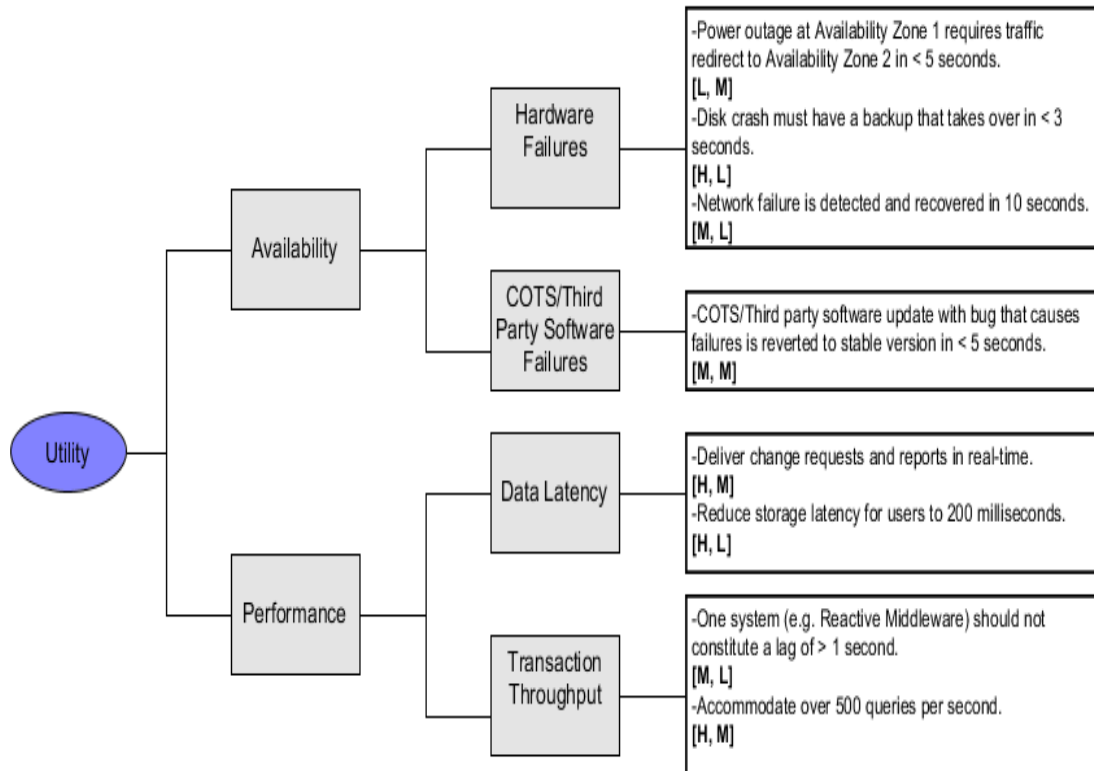 Utility
Availability
Hardware
Failures
-Power outage at Availability Zone 1 requires traffic
redirect to Availability Zone 2 in < 5 seconds.
[L, M]
-Disk crash must have a backup that takes over in < 3
seconds.
[H, L]
-Network failure is detected and recovered in 10 seconds.
[M, L]
COTS/Third
Party Software
Failures
-COTS/Third party software update with bug that causes
failures is reverted to stable version in < 5 seconds.
[M, M]
Performance
Data Latency
-Deliver change requests and reports in real-time.
[H, M]
-Reduce storage latency for users to 200 milliseconds.
[H, L]
Transaction
Throughput
-One system (e.g. Reactive Middleware) should not
constitute a lag of > 1 second.
[M, L]
-Accommodate over 500 queries per second.
[H, M]